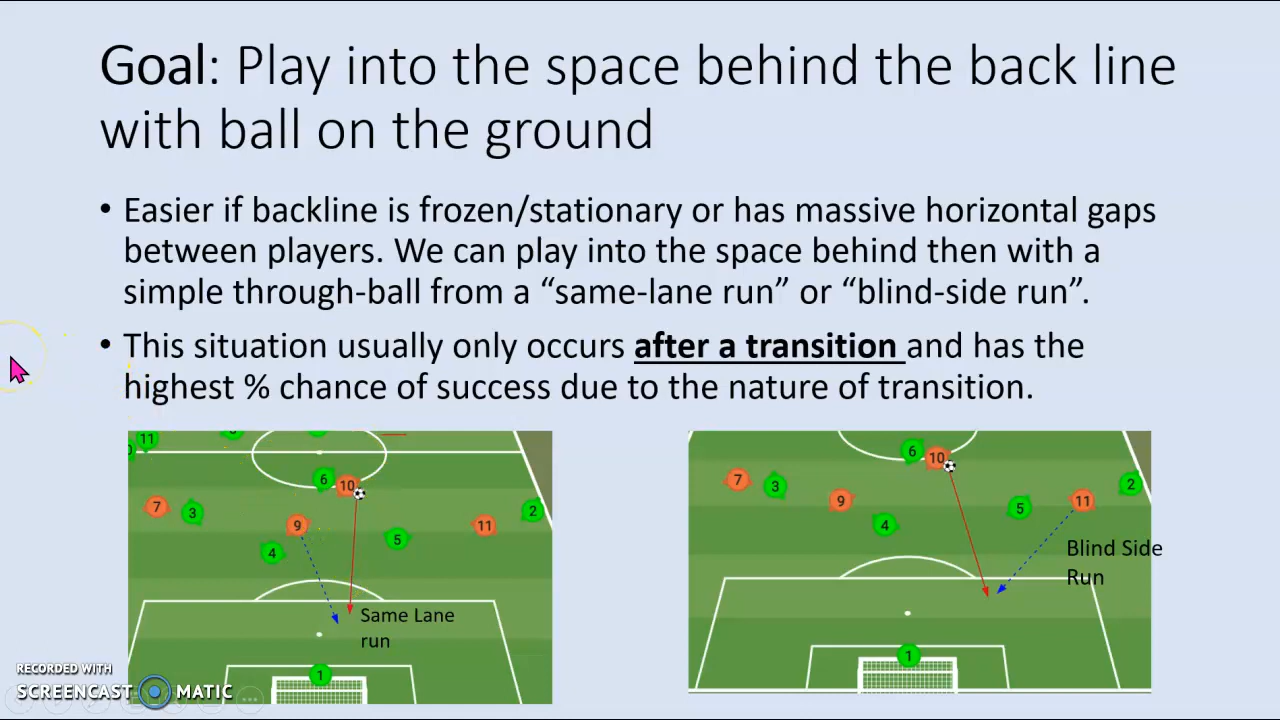 Goal: Play into the space behind the back line
with ball on the ground
• Easier if backline is frozen/stationary or has massive horizontal gaps
between players. We can play into the space behind then with a
simple through-ball from a “same-lane run” or “blind-side run”.
• This situation usually only occurs after a transition and has the
highest % chance of success due to the nature of transition.
11
6
10
7
3
9
2
11
5
4
Same Lane
run
1
6
10
7
3
2
9
11
5
4
Blind Side
Run
1
RECORDED WITH
SCREENCAST MATIC